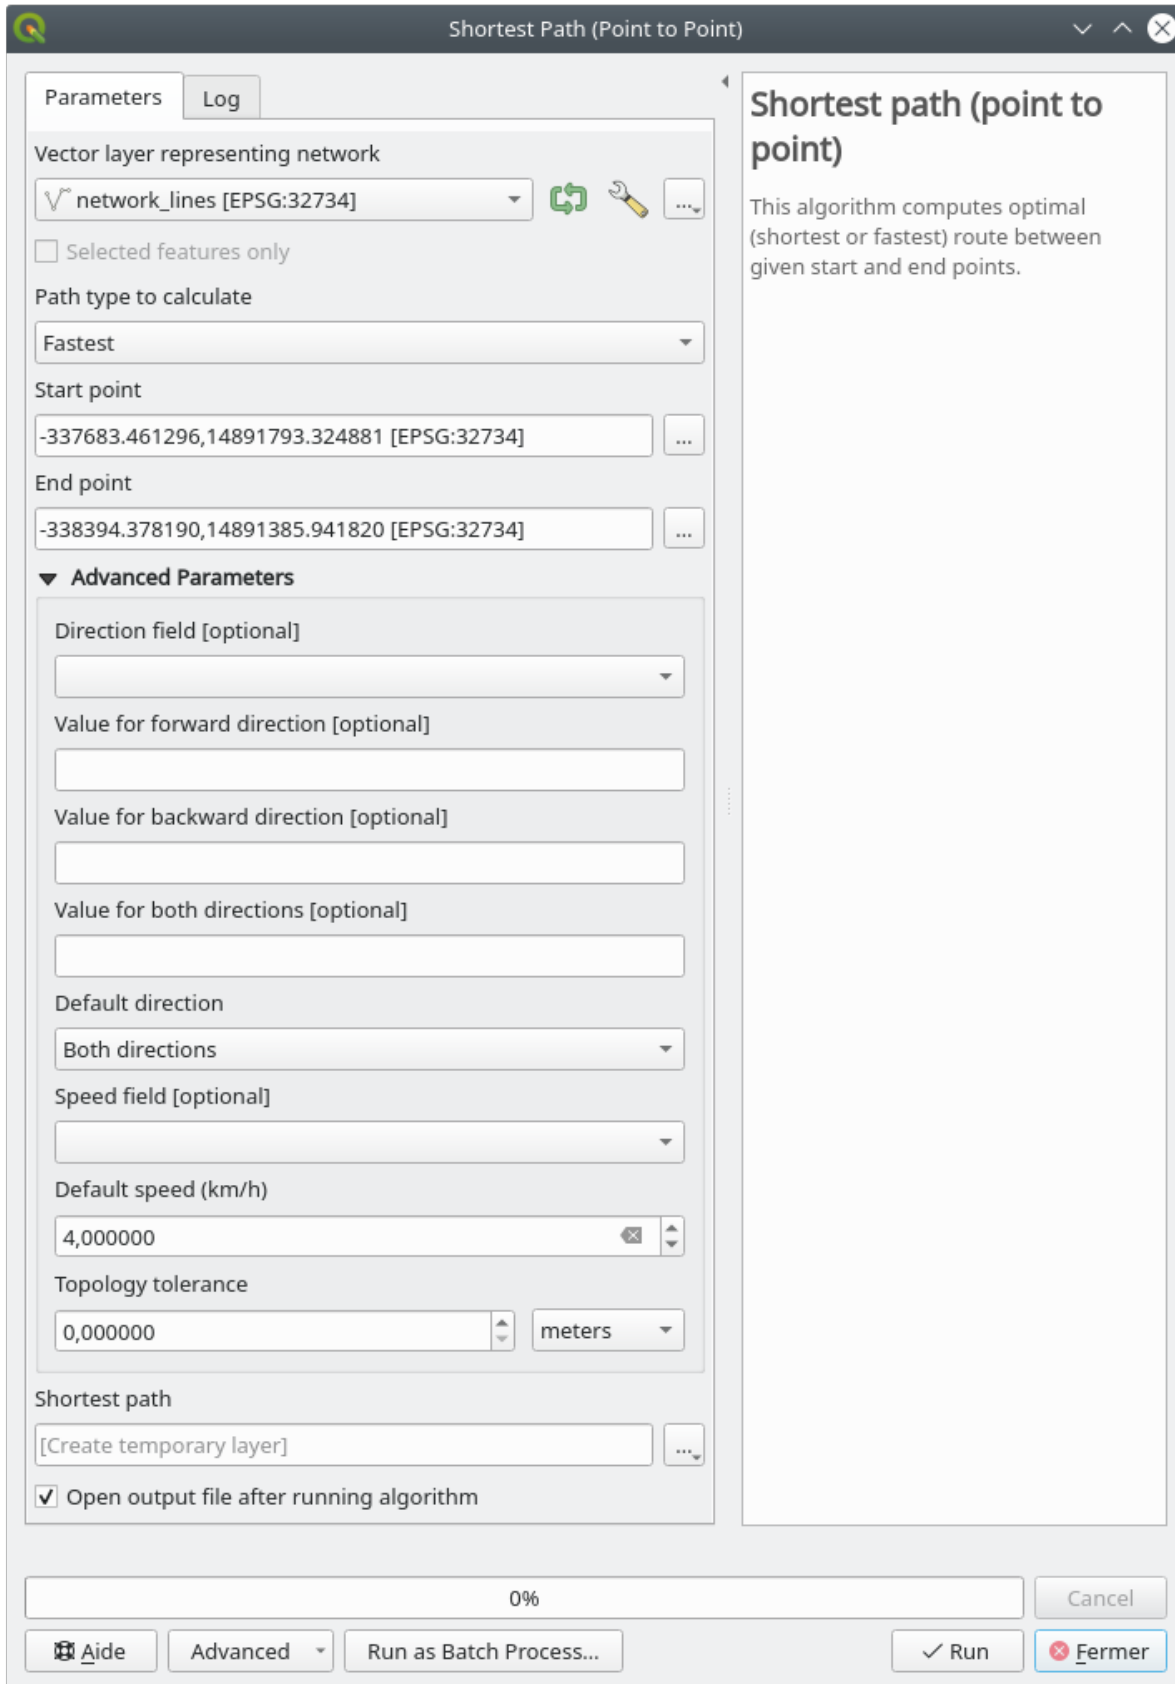 Shortest Path (Point to Point)
Parameters
Log
Vector layer representing network
network_lines [EPSG:32734]
...
Selected features only
Path type to calculate
Fastest
Start point
-337683.461296,14891793.324881 [EPSG:32734]
...
End point
-338394.378190,14891385.941820 [EPSG:32734]
...
Advanced Parameters
Direction field [optional]
Value for forward direction [optional]
Value for backward direction [optional]
Value for both directions [optional]
Default direction
Both directions
Speed field [optional]
Default speed (km/h)
4,000000
Topology tolerance
0,000000
meters
Shortest path
[Create temporary layer]
...
Open output file after running algorithm
Shortest path (point to
point)
This algorithm computes optimal
(shortest or fastest) route between
given start and end points.
0%
Cancel
Aide
Advanced
Run as Batch Process...
Run
Fermer